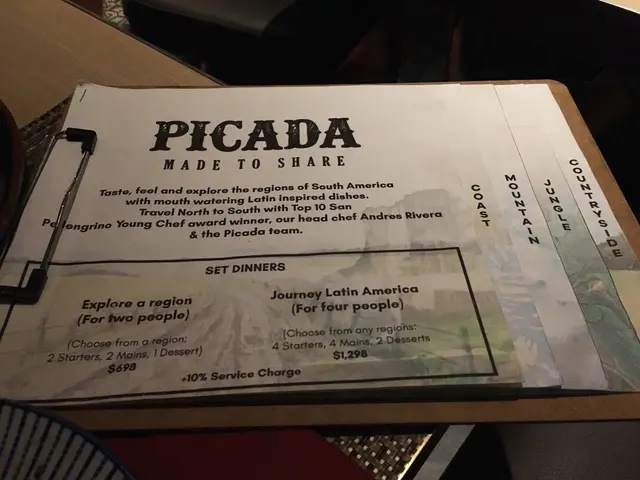 PICADA
MADE TO SHARE
Taste, feel and explore the regions of South America
with mouth watering Latin inspired dishes.
Travel North to South with Top 10 San
Pellegrino Young Chef award winner, our head chef Andres Rivera
& the Picada team.
SET DINNERS
Explore a region
(For two people)
(Choose from a region:
2 Starters, 2 Mains, 1 Dessert)
$698
Journey Latin America
(For four people)
(Choose from any regions:
4 Starters, 4 Mains, 2 Desserts
$1,298
+10% Service Charge
COAST
MOUNTAIN
JUNGLE
COUNTRYSIDE